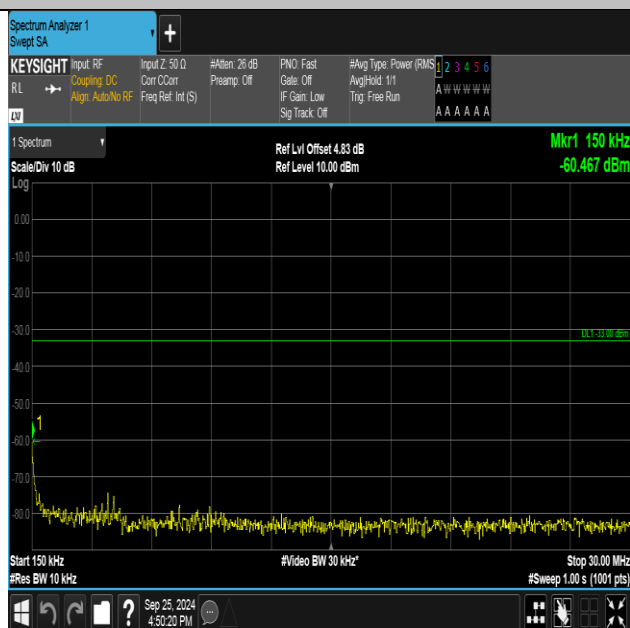 Spectrum Analyzer 1
Swept SA
+
KEYSIGHT
RL
LXI
Input: RF
Coupling: DC
Align: Auto/No RF
Input Z: 50 Ω
Corr CCorr
Freq Ref: Int (S)
#Atten: 26 dB
Preamp: Off
PNO: Fast
Gate: Off
IF Gain: Low
Sig Track: Off
#Avg Type: Power (RMS
Avg|Hold: 1/1
Trig: Free Run
1 2 3 4 5 6
A W W W W W
A A A A A A
1 Spectrum
Scale/Div 10 dB
Log
Ref Lvl Offset 4.83 dB
Ref Level 10.00 dBm
Mkr1 150 kHz
-60.467 dBm
0.00
-10.0
-20.0
-30.0
DL1 -33.00 dBm
-40.0
-50.0
1
-60.0
-70.0
-80.0
Start 150 kHz
#Video BW 30 kHz*
Stop 30.00 MHz
#Res BW 10 kHz
#Sweep 1.00 s (1001 pts)
?
Sep 25, 2024
4:50:20 PM